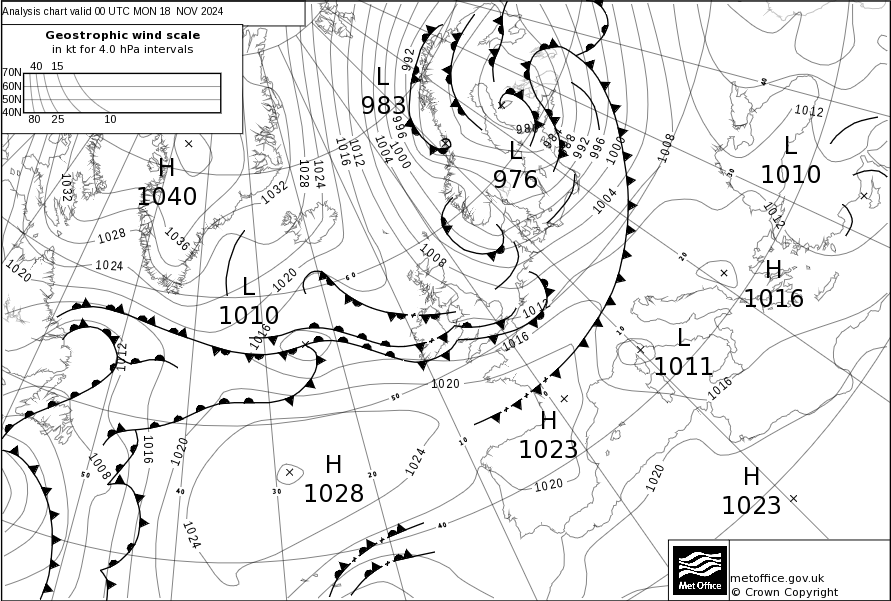 Analysis chart valid 00 UTC MON 18 NOV 2024
Geostrophic wind scale
in kt for 4.0 hPa intervals
40 15
70N
60N
50N
40N
80 25 10
L
983
992
996
1000
1004
1012
1016
1024
1028
1032
H
1040
1032
1036
1028
1024
1020
L
976
988
992
996
1000
1008
1004
1012
L
1010
1012
H
1016
L
1010
1020
1016
60
1008
1012
1016
L
1011
1016
1012
1020
50
40
30
20
10
H
1023
1020
1020
H
1023
H
1028
1024
1024
1020
1016
1008
50
40
30
20
10
40
Met Office
metoffice.gov.uk
© Crown Copyright